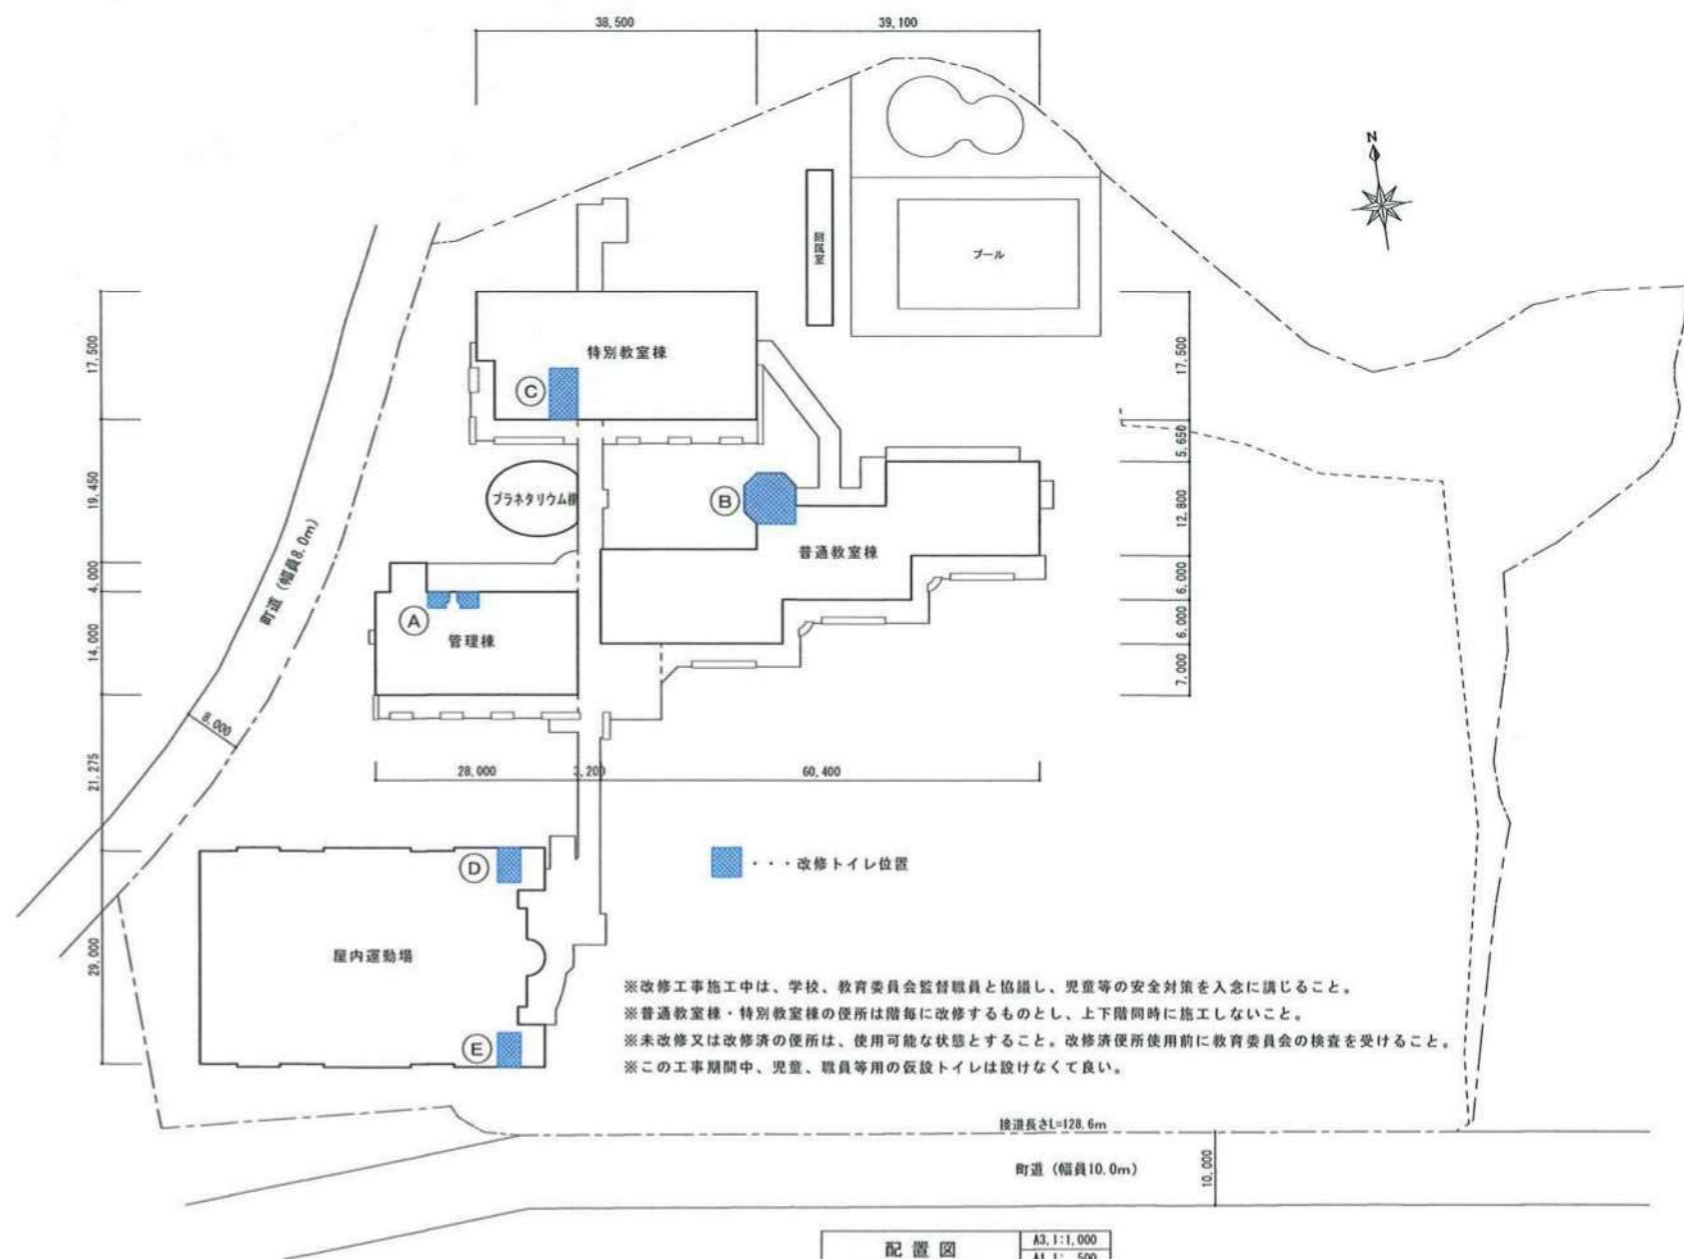 38,500
39,100
N
附属室
プール
17,500
特別教室棟
17,500
C
5,650
19,450
プラネタリウム棟
B
12,800
町道 (幅員8.0m)
普通教室棟
4,000
6,000
A
管理棟
14,000
6,000
7,000
8,000
21,275
28,000
3,200
60,400
D
・・・改修トイレ位置
29,000
屋内運動場
E
※改修工事施工中は、学校、教育委員会監督職員と協議し、児童等の安全対策を入念に講じること。
※普通教室棟・特別教室棟の便所は階毎に改修するものとし、上下階同時に施工しないこと。
※未改修又は改修済の便所は、使用可能な状態とすること。改修済便所使用前に教育委員会の検査を受けること。
※この工事期間中、児童、職員等用の仮設トイレは設けなくて良い。
接道長さL=128.6m
町道 (幅員10.0m)
10,000
配置図
A3,1:1,000
A1,1: 500